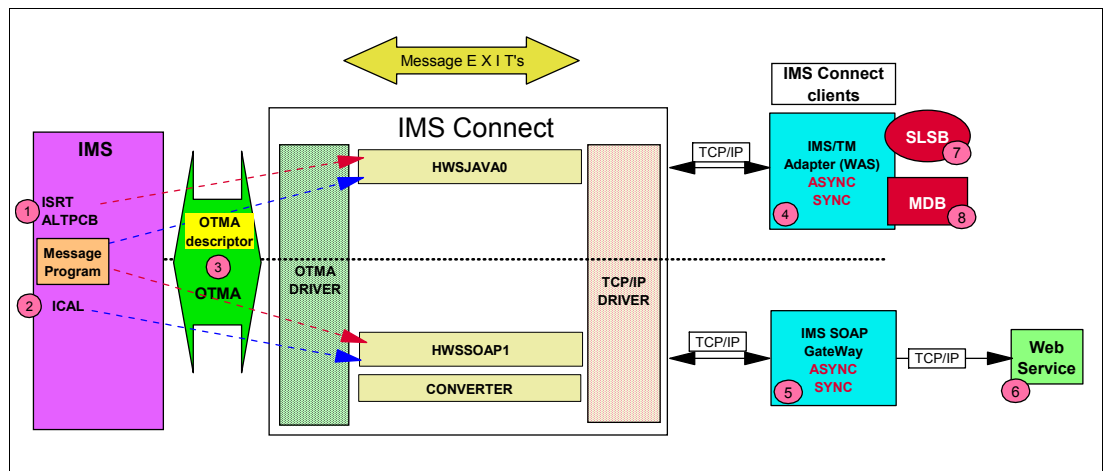 Message E X I T's
IMS Connect
clients
IMS
IMS Connect
TCP/IP
IMS/TM
Adapter (WAS)
ASYNC
SYNC
4
SLSB
7
MDB
8
HWSJAVA0
1
ISRT
ALTPCB
Message
Program
2
ICAL
OTMA
descriptor
3
OTMA
OTMA
DRIVER
TCP/IP
DRIVER
HWSSOAP1
CONVERTER
TCP/IP
IMS SOAP
GateWay
ASYNC
SYNC
5
TCP/IP
Web
Service
6